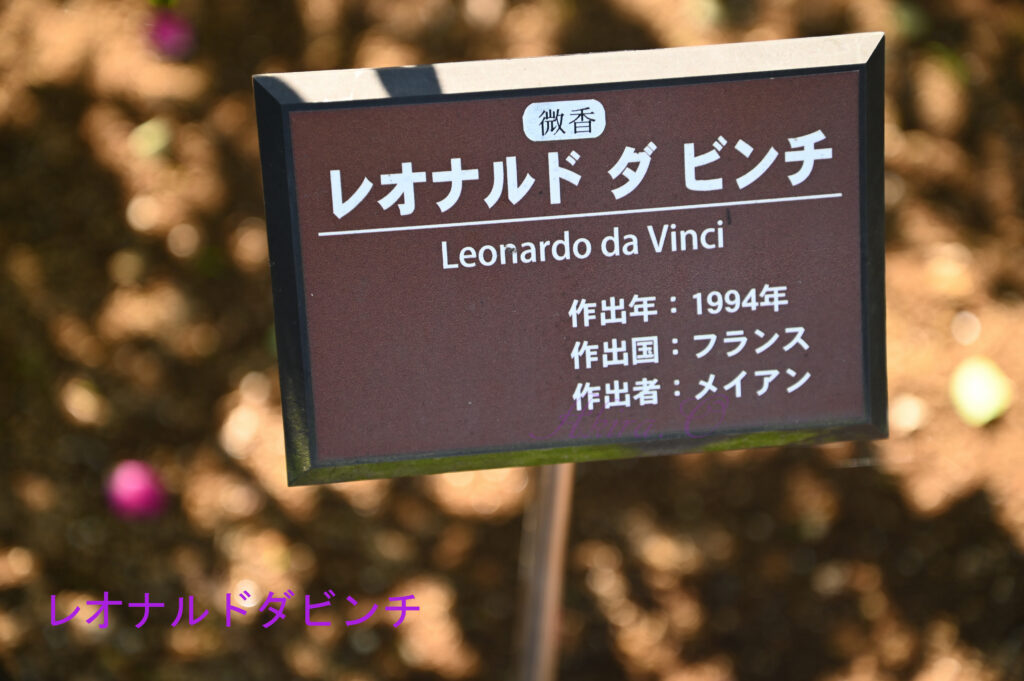 微香
レオナルド ダ ビンチ
Leonardo da Vinci
作出年：1994年
作出国：フランス
作出者：メイアン
レオナルドダビンチ